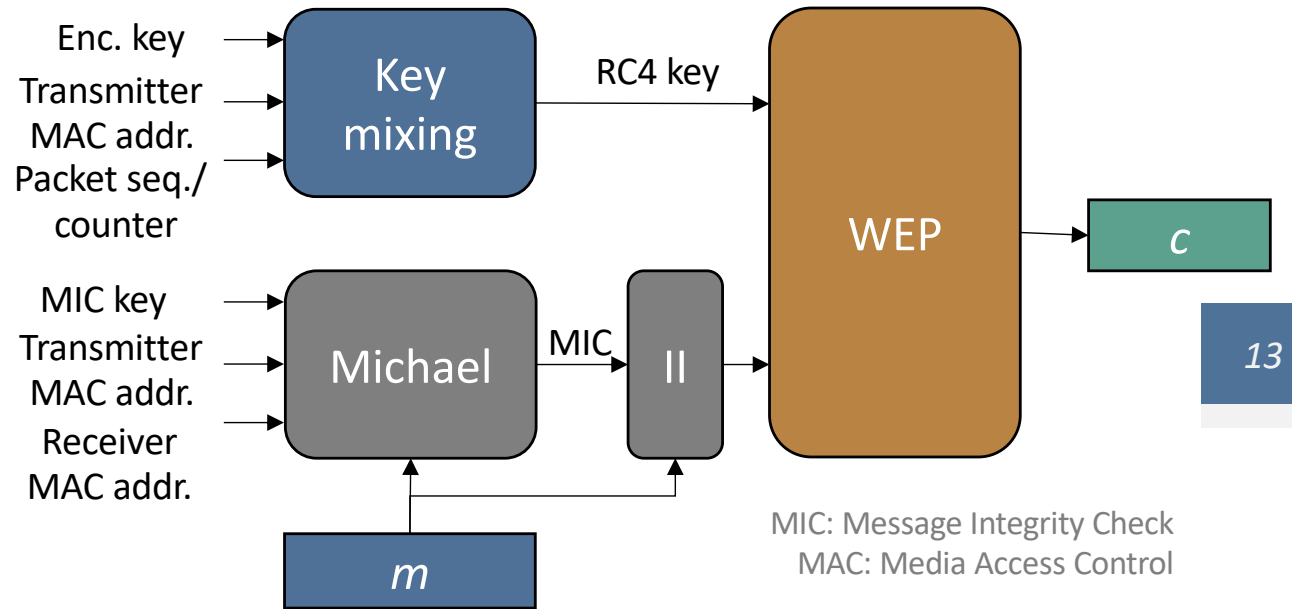 Enc. key
Transmitter
MAC addr.
Packet seq./
counter
Key
mixing
RC4 key
WEP
c
MIC key
Transmitter
MAC addr.
Receiver
MAC addr.
Michael
MIC
II
m
13
MIC: Message Integrity Check
MAC: Media Access Control